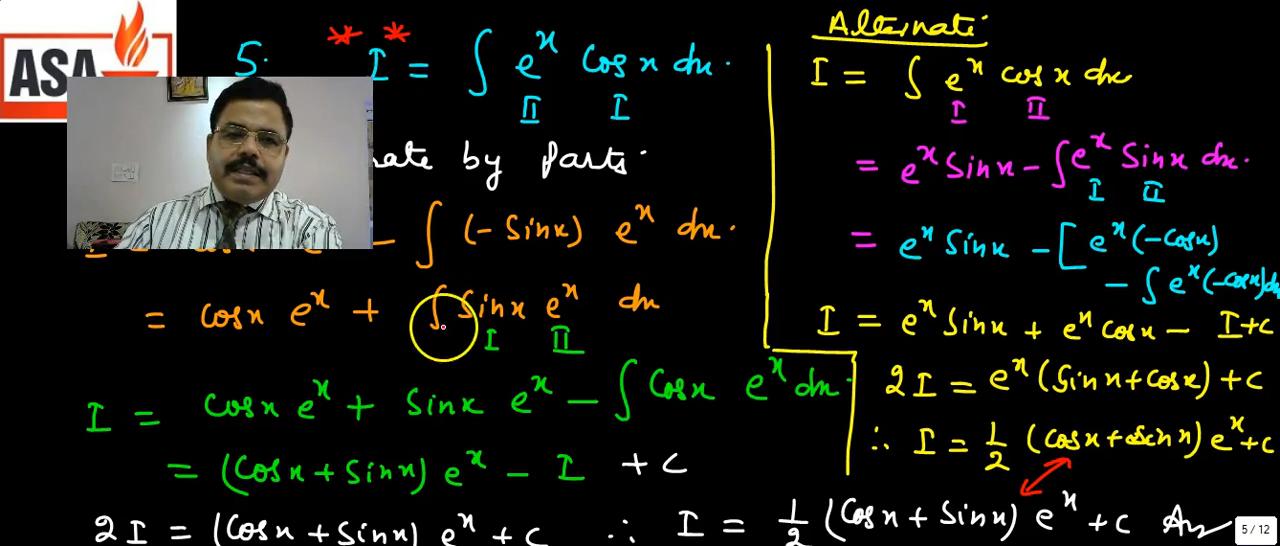 ASA
5. ** I = ∫ e^x cos x dx.
II I
by parts.
- ∫ (- sin x) e^x dx.
= cos x e^x + ∫ sin x e^x dx
I II
I = cos x e^x + sin x e^x - ∫ cos x e^x dx.
= (cos x + sin x) e^x - I + c
2I = (cos x + sin x) e^x + c ∴ I = 1/2 (cos x + sin x) e^x + c Ans
Alternate:
I = ∫ e^x cos x dx
I II
= e^x sin x - ∫ e^x sin x dx.
I II
= e^x sin x - [ e^x (- cos x)
- ∫ e^x (- cos x) dx
I = e^x sin x + e^x cos x - I + c
2I = e^x (sin x + cos x) + c
∴ I = 1/2 (cos x + sin x) e^x + c
5 / 12